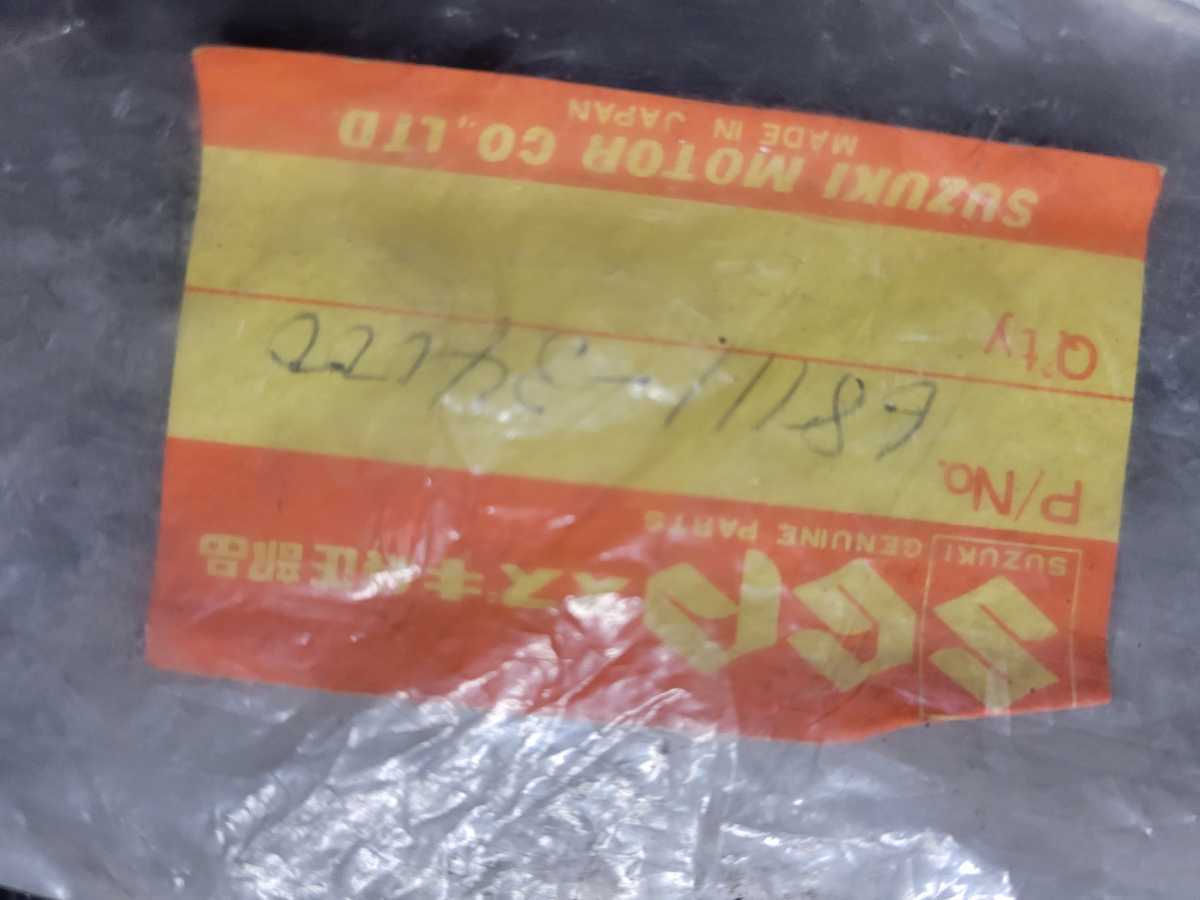 SUZUKI GENUINE PARTS
SGP スズキ純正部品
P/No.
Q'ty
SUZUKI MOTOR CO.,LTD
MADE IN JAPAN